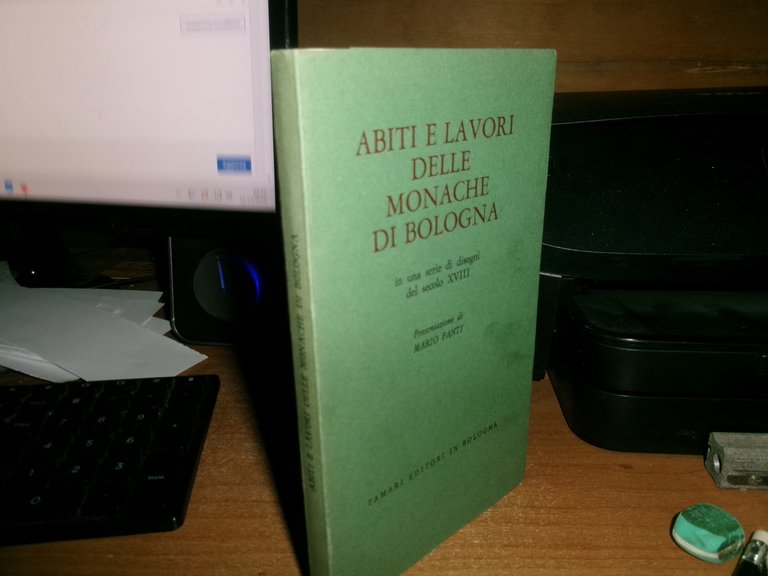 ABITI E LAVORI
DELLE
MONACHE
DI BOLOGNA
in una serie di disegni
del secolo XVIII
Presentazione di
MARIO FANTI
TAMARI EDITORI IN BOLOGNA
ABITI E LAVORI DELLE MONACHE DI BOLOGNA